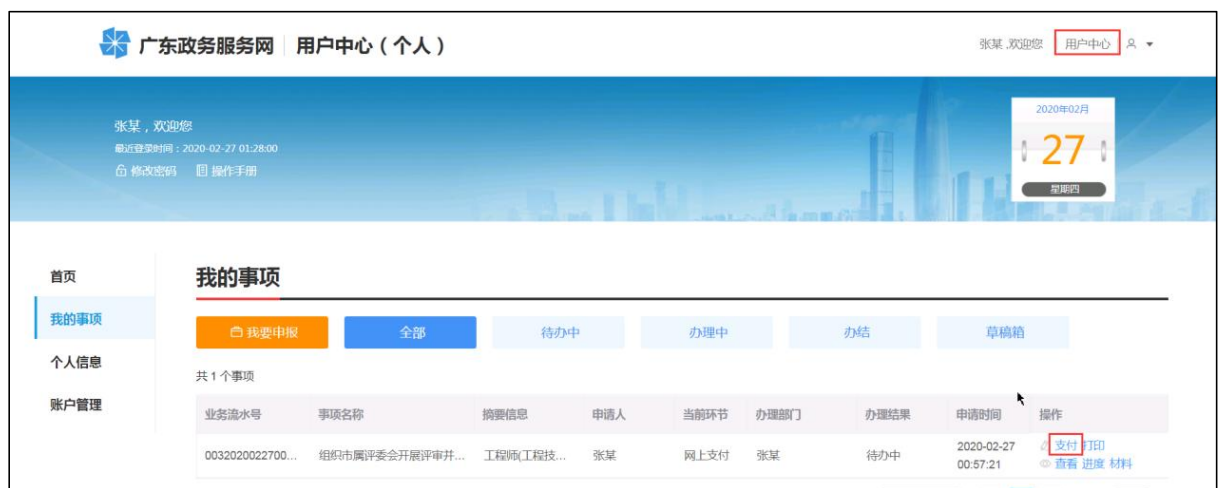 广东政务服务网 用户中心（个人） 张某 ,欢迎您 用户中心
张某，欢迎您
最近登录时间：2020-02-27 01:28:00
修改密码 操作手册
2020年02月
27
星期四
首页
我的事项
个人信息
账户管理
我的事项
我要申报 全部 待办中 办理中 办结 草稿箱
共 1 个事项
业务流水号 事项名称 摘要信息 申请人 当前环节 办理部门 办理结果 申请时间 操作
0032020022700... 组织市属评委会开展评审并... 工程师(工程技... 张某 网上支付 张某 待办中 2020-02-27 00:57:21 支付 打印
查看 进度 材料